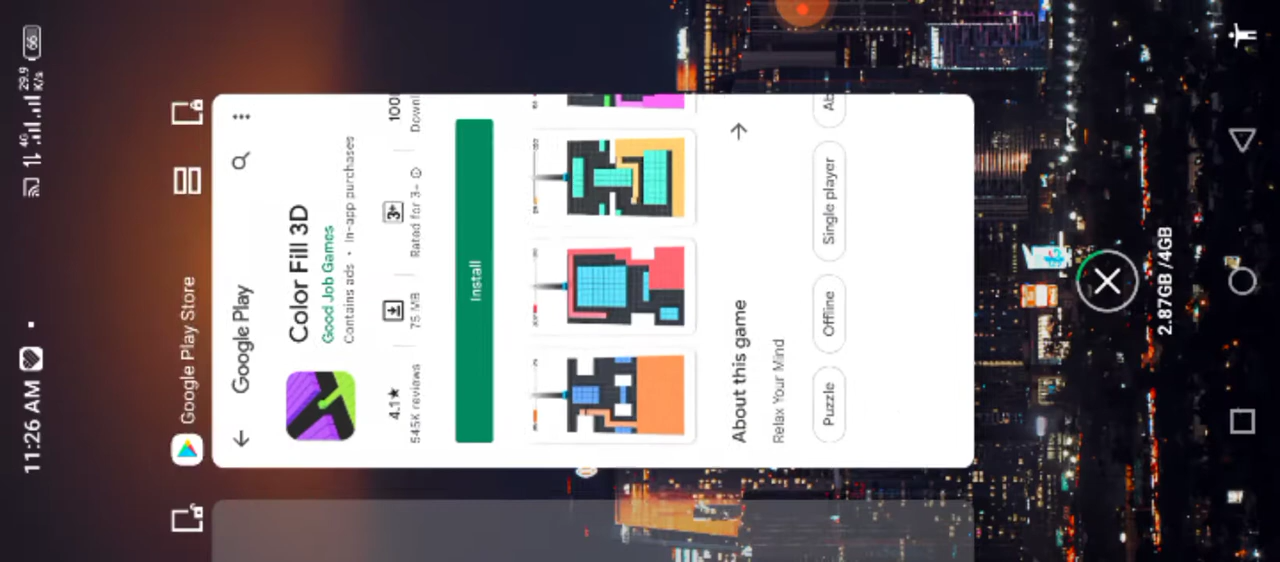 11:26 AM
4G
29.9
K/s
66
Google Play Store
Google Play
Color Fill 3D
Good Job Games
Contains ads • In-app purchases
4.1★
545K reviews
75 MB
3+
Rated for 3+
Install
About this game
Relax Your Mind
Puzzle
Offline
Single player
Ab
2.87GB /4GB